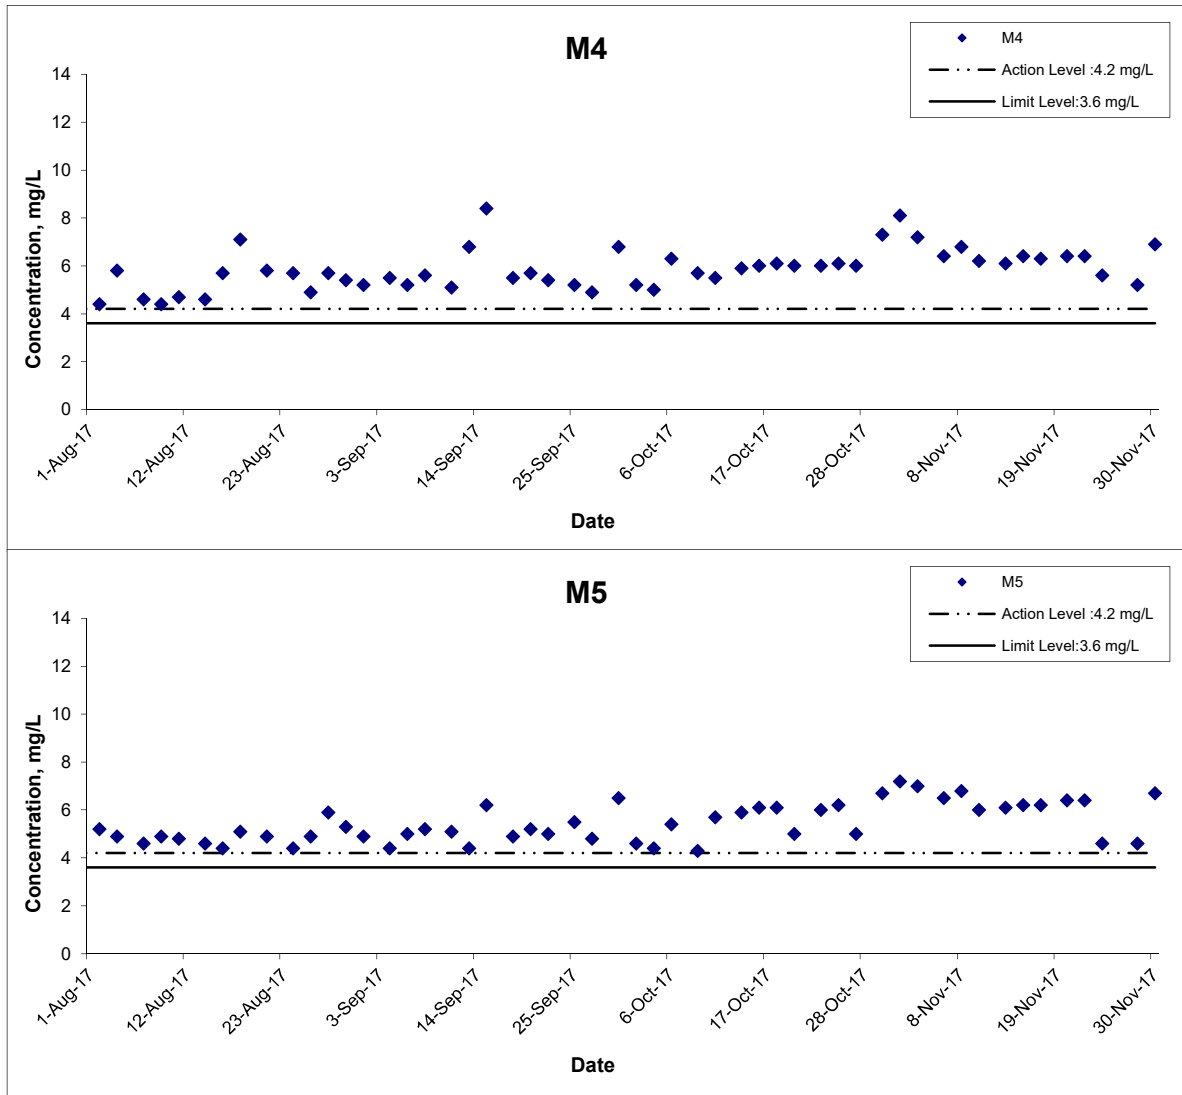 M4
M4
Action Level :4.2 mg/L
Limit Level:3.6 mg/L
Concentration, mg/L
14
12
10
8
6
4
2
0
1-Aug-17
12-Aug-17
23-Aug-17
3-Sep-17
14-Sep-17
25-Sep-17
6-Oct-17
17-Oct-17
28-Oct-17
8-Nov-17
19-Nov-17
30-Nov-17
Date
M5
M5
Action Level :4.2 mg/L
Limit Level:3.6 mg/L
Concentration, mg/L
14
12
10
8
6
4
2
0
1-Aug-17
12-Aug-17
23-Aug-17
3-Sep-17
14-Sep-17
25-Sep-17
6-Oct-17
17-Oct-17
28-Oct-17
8-Nov-17
19-Nov-17
30-Nov-17
Date